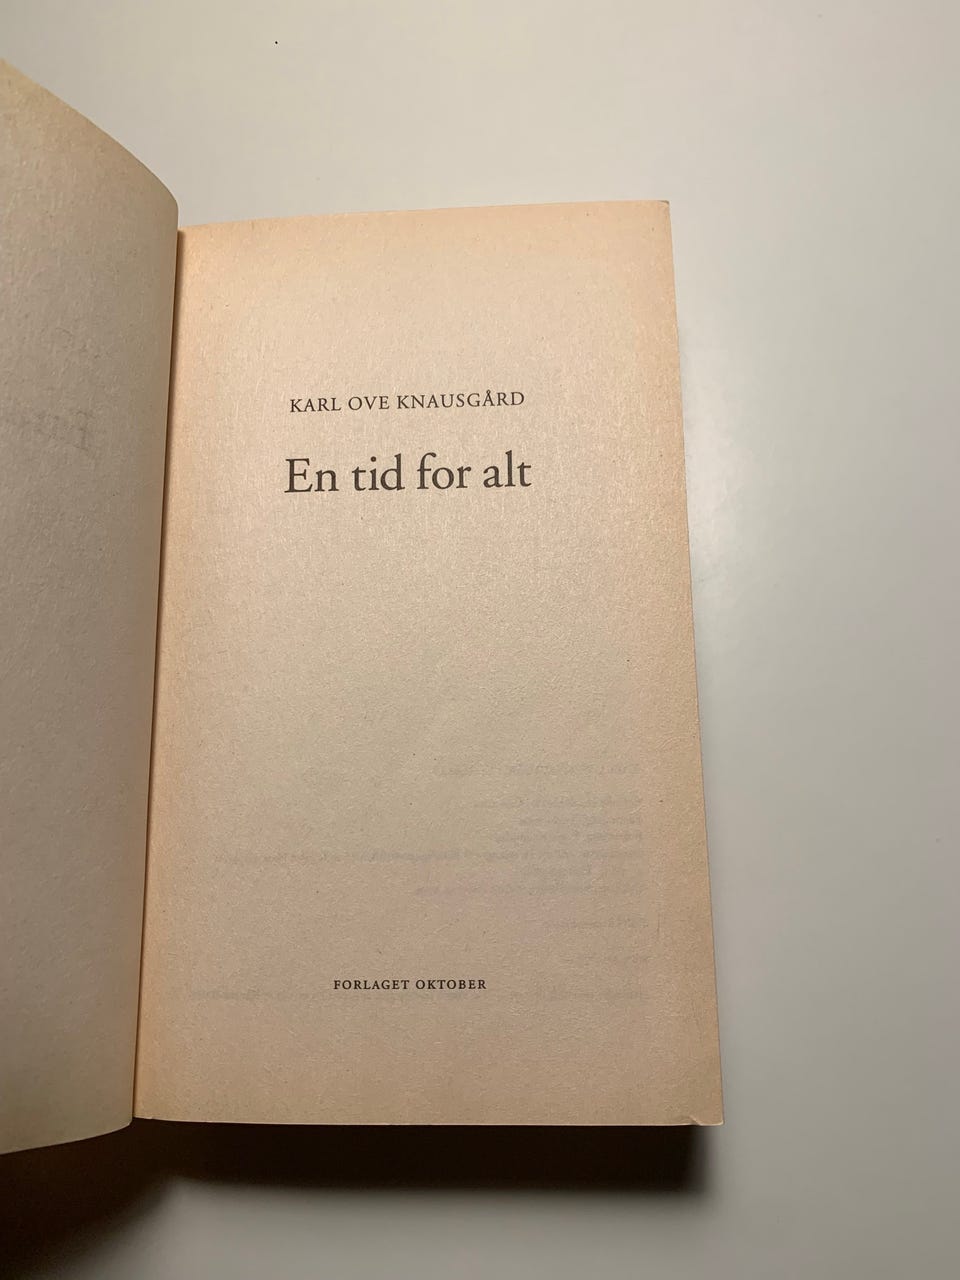 KARL OVE KNAUSGÅRD
En tid for alt
FORLAGET OKTOBER